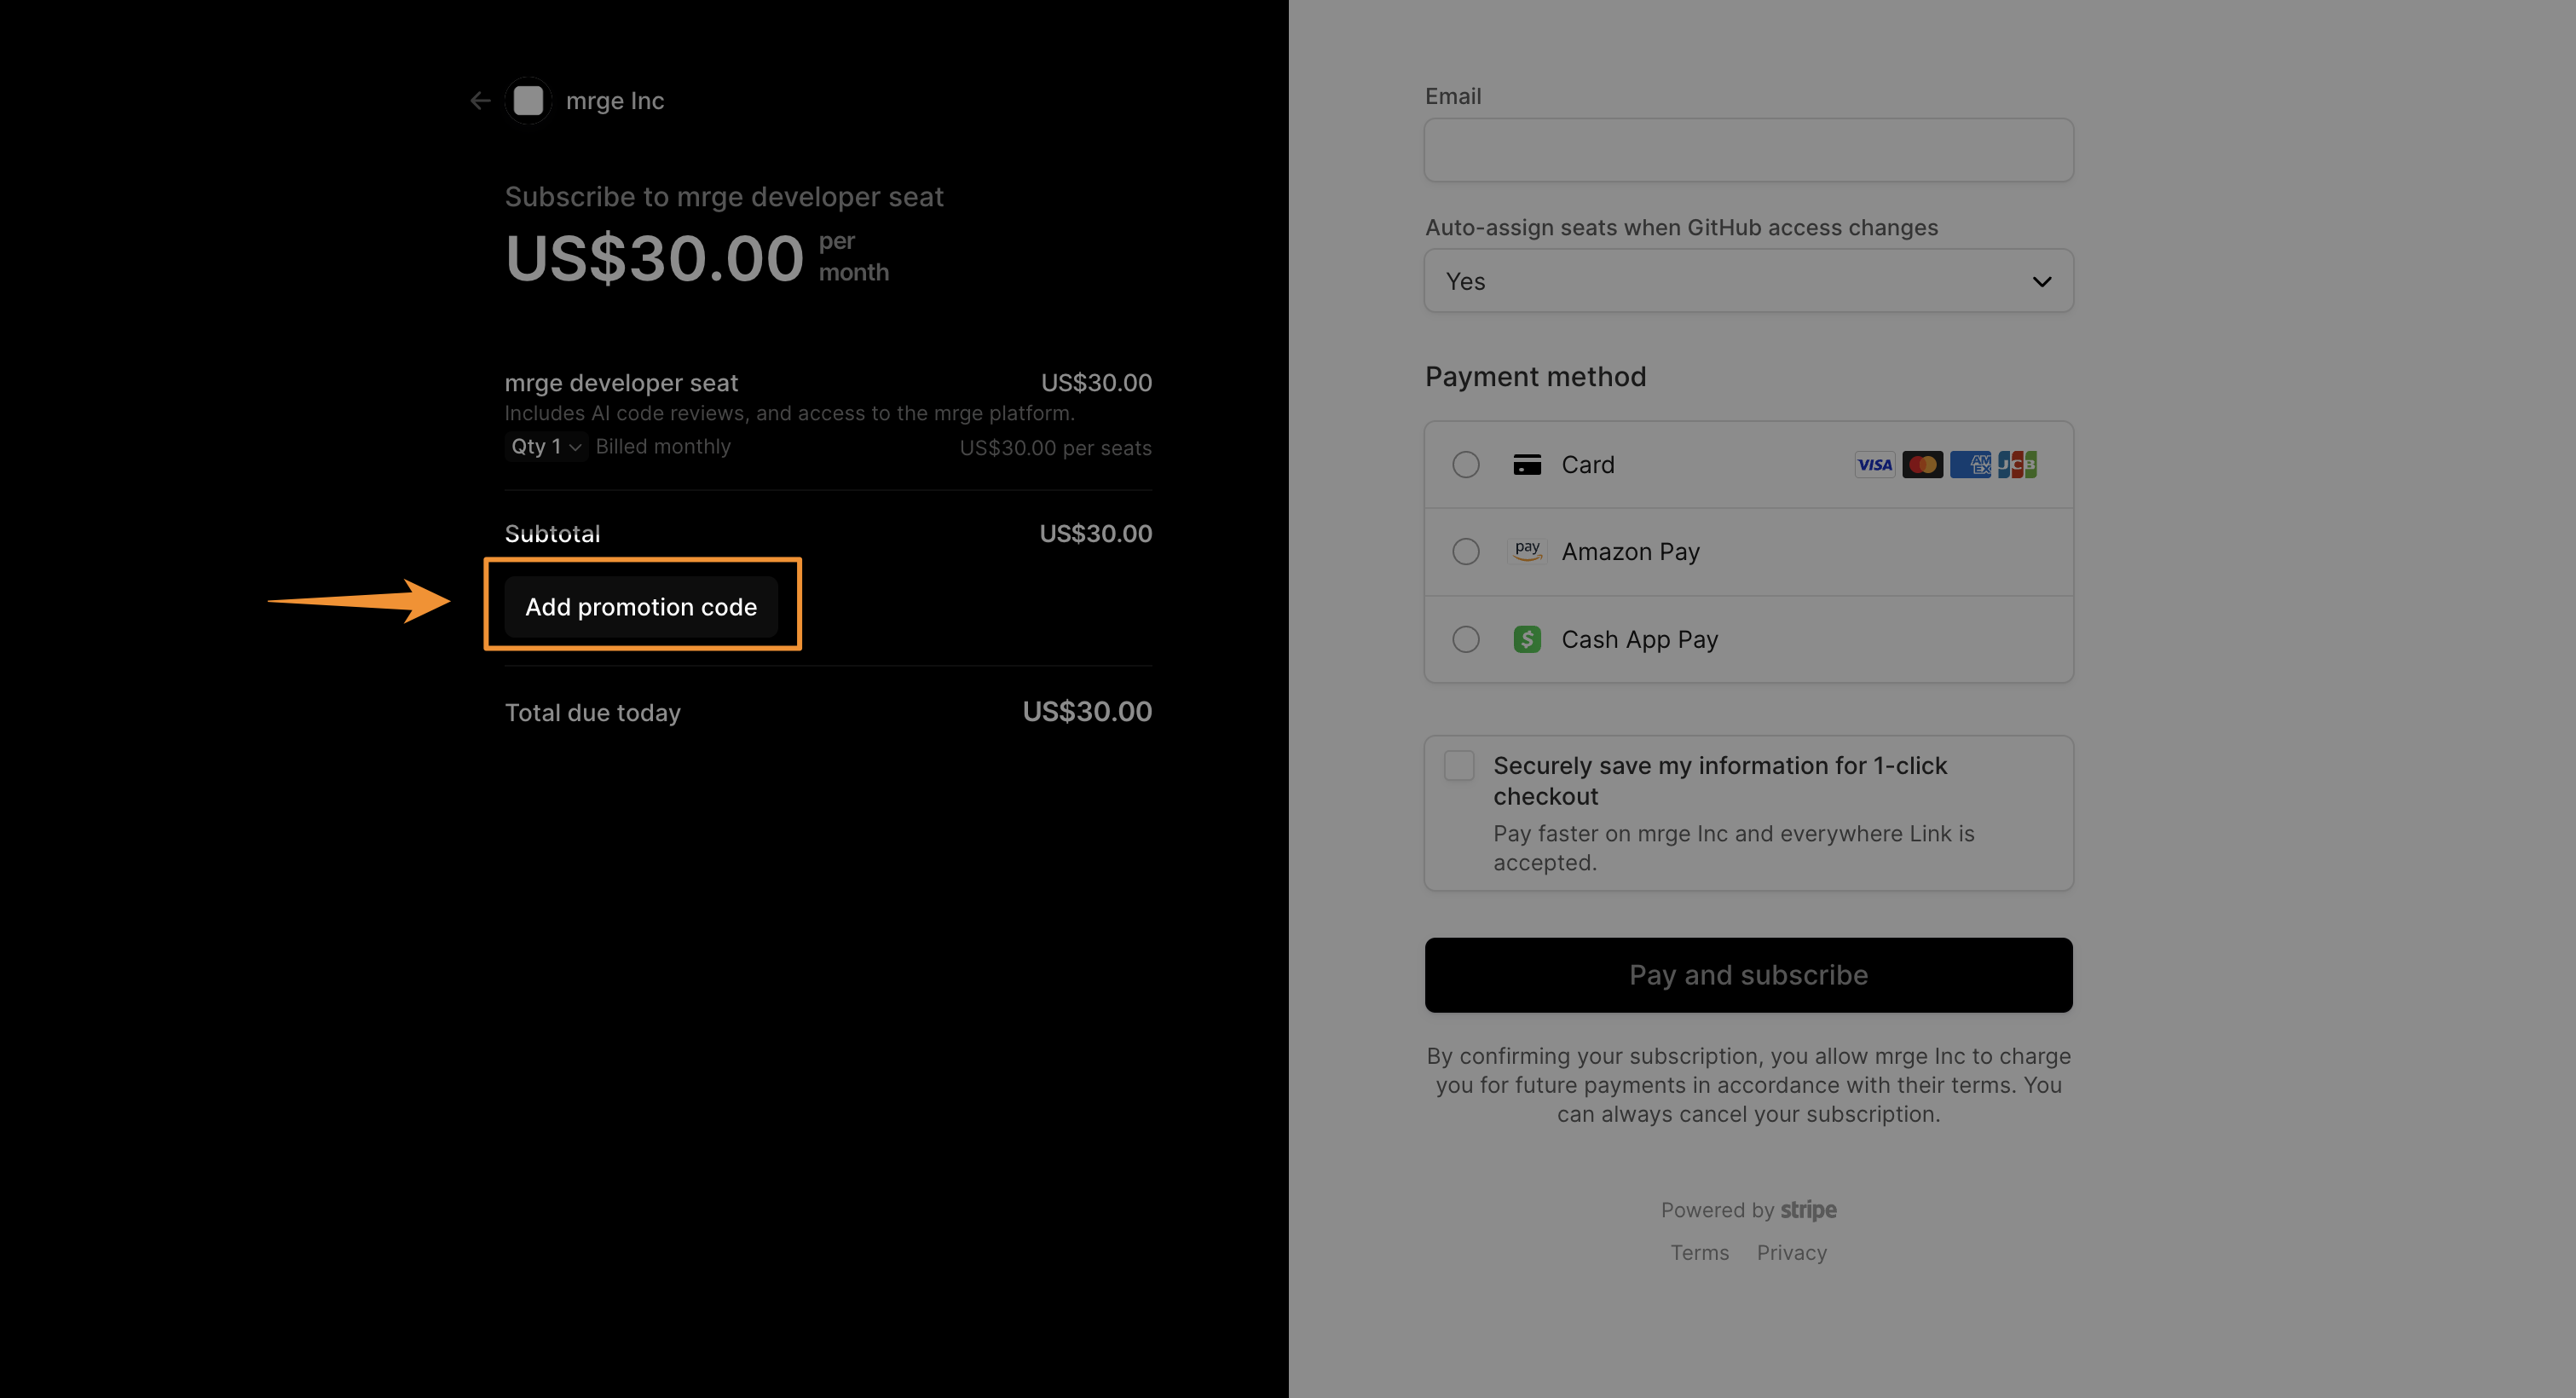 mrge Inc
Subscribe to mrge developer seat
US$30.00 per month
mrge developer seat US$30.00
Includes AI code reviews, and access to the mrge platform.
Qty 1 Billed monthly US$30.00 per seats
Subtotal US$30.00
Add promotion code
Total due today US$30.00
Email
Auto-assign seats when GitHub access changes
Yes
Payment method
Card VISA AMEX JCB
pay Amazon Pay
$ Cash App Pay
Securely save my information for 1-click
checkout
Pay faster on mrge Inc and everywhere Link is
accepted.
Pay and subscribe
By confirming your subscription, you allow mrge Inc to charge
you for future payments in accordance with their terms. You
can always cancel your subscription.
Powered by stripe
Terms Privacy